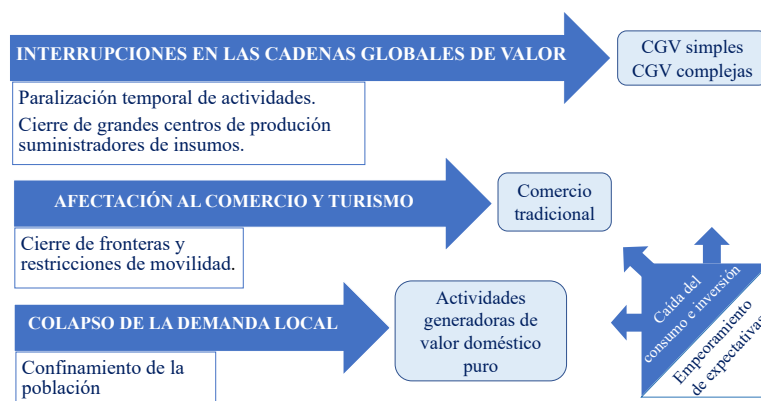 INTERRUPCIONES EN LAS CADENAS GLOBALES DE VALOR
CGV simples
CGV complejas
Paralización temporal de actividades.
Cierre de grandes centros de produción
suministradores de insumos.
AFECTACIÓN AL COMERCIO Y TURISMO
Comercio
tradicional
Cierre de fronteras y
restricciones de movilidad.
COLAPSO DE LA DEMANDA LOCAL
Actividades
generadoras de
valor doméstico
puro
Confinamiento de la
población
Caída del
consumo e inversión
Empeoramiento
de expectativas